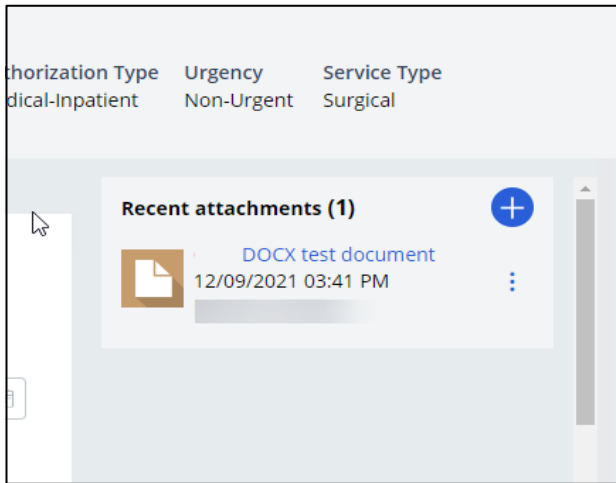 thorization Type Urgency Service Type
dical-Inpatient Non-Urgent Surgical
Recent attachments (1)
DOCX test document
12/09/2021 03:41 PM